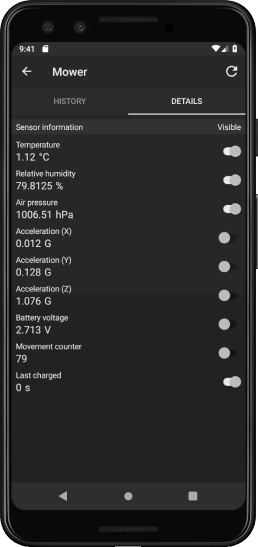 9:41
Mower
HISTORY DETAILS
Sensor information Visible
Temperature
1.12 °C
Relative humidity
79.8125 %
Air pressure
1006.51 hPa
Acceleration (X)
0.012 G
Acceleration (Y)
0.128 G
Acceleration (Z)
1.076 G
Battery voltage
2.713 V
Movement counter
79
Last charged
0 s